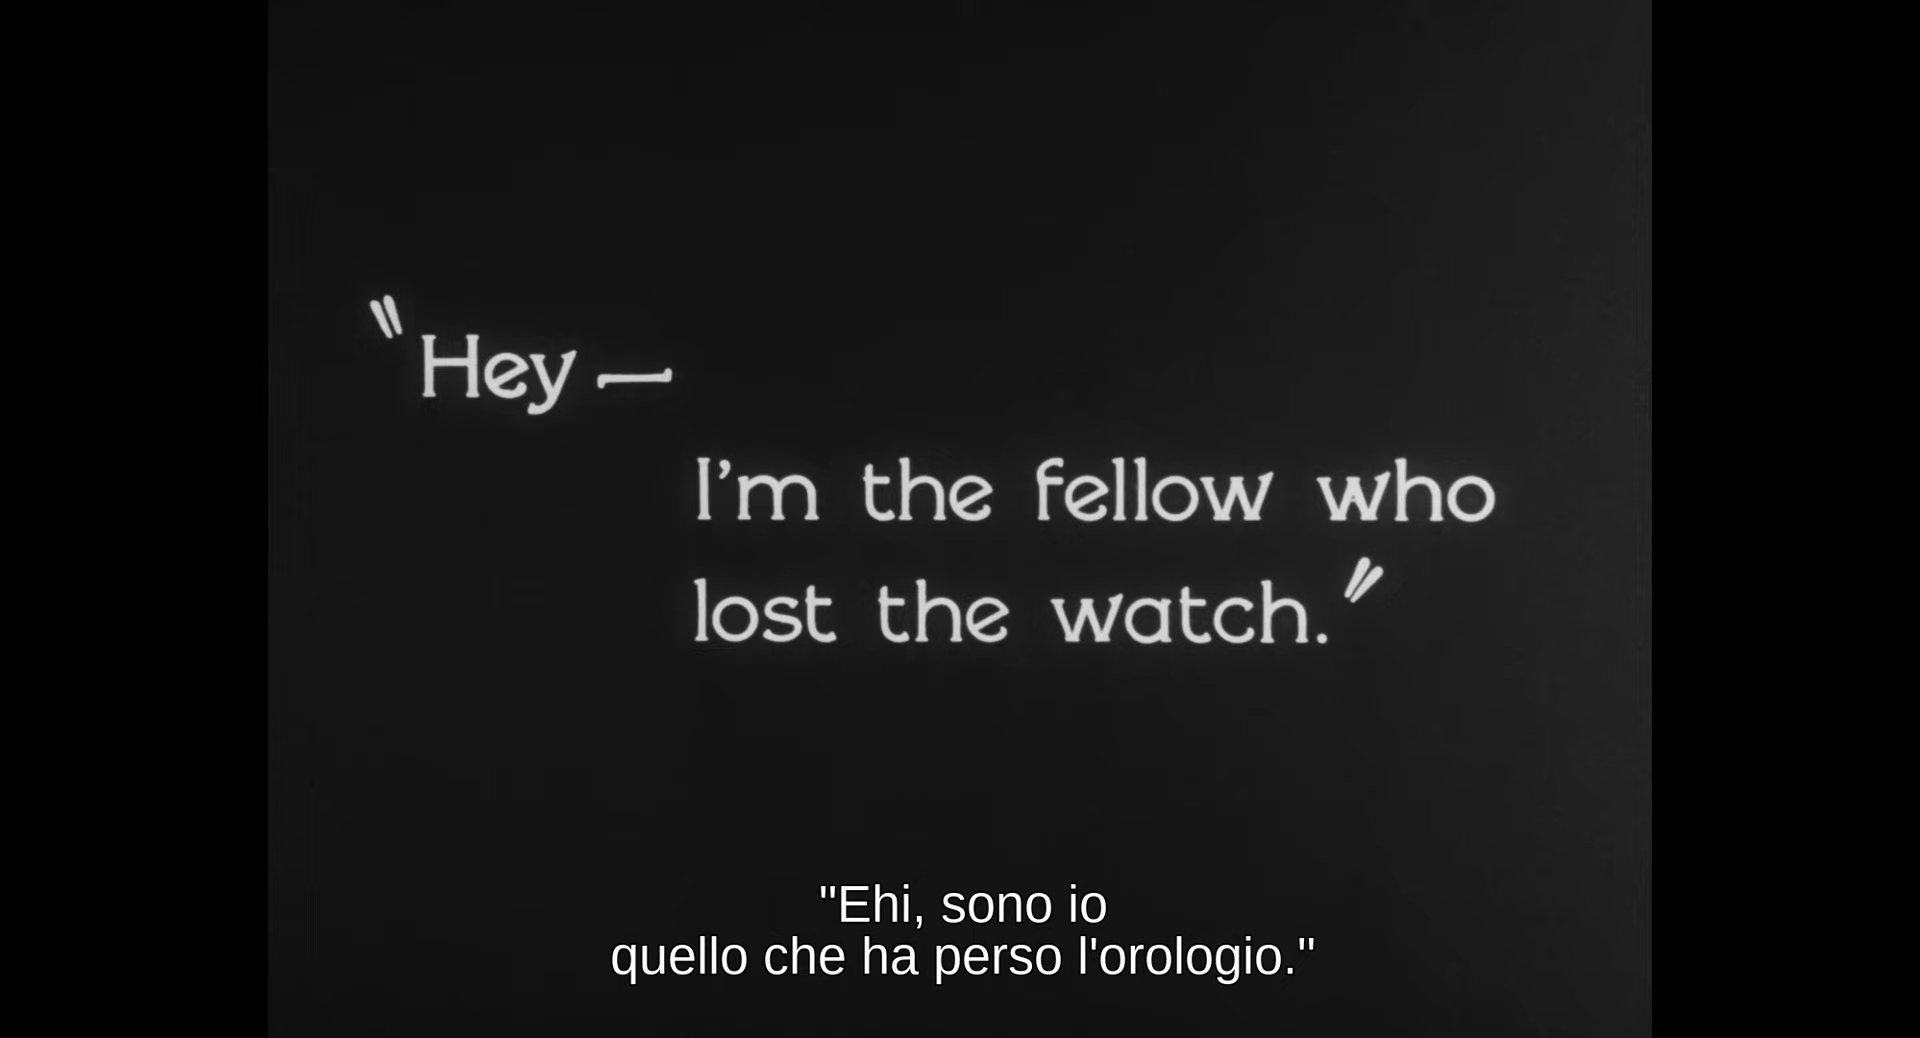 "Hey —
I'm the fellow who
lost the watch."
"Ehi, sono io
quello che ha perso l'orologio."